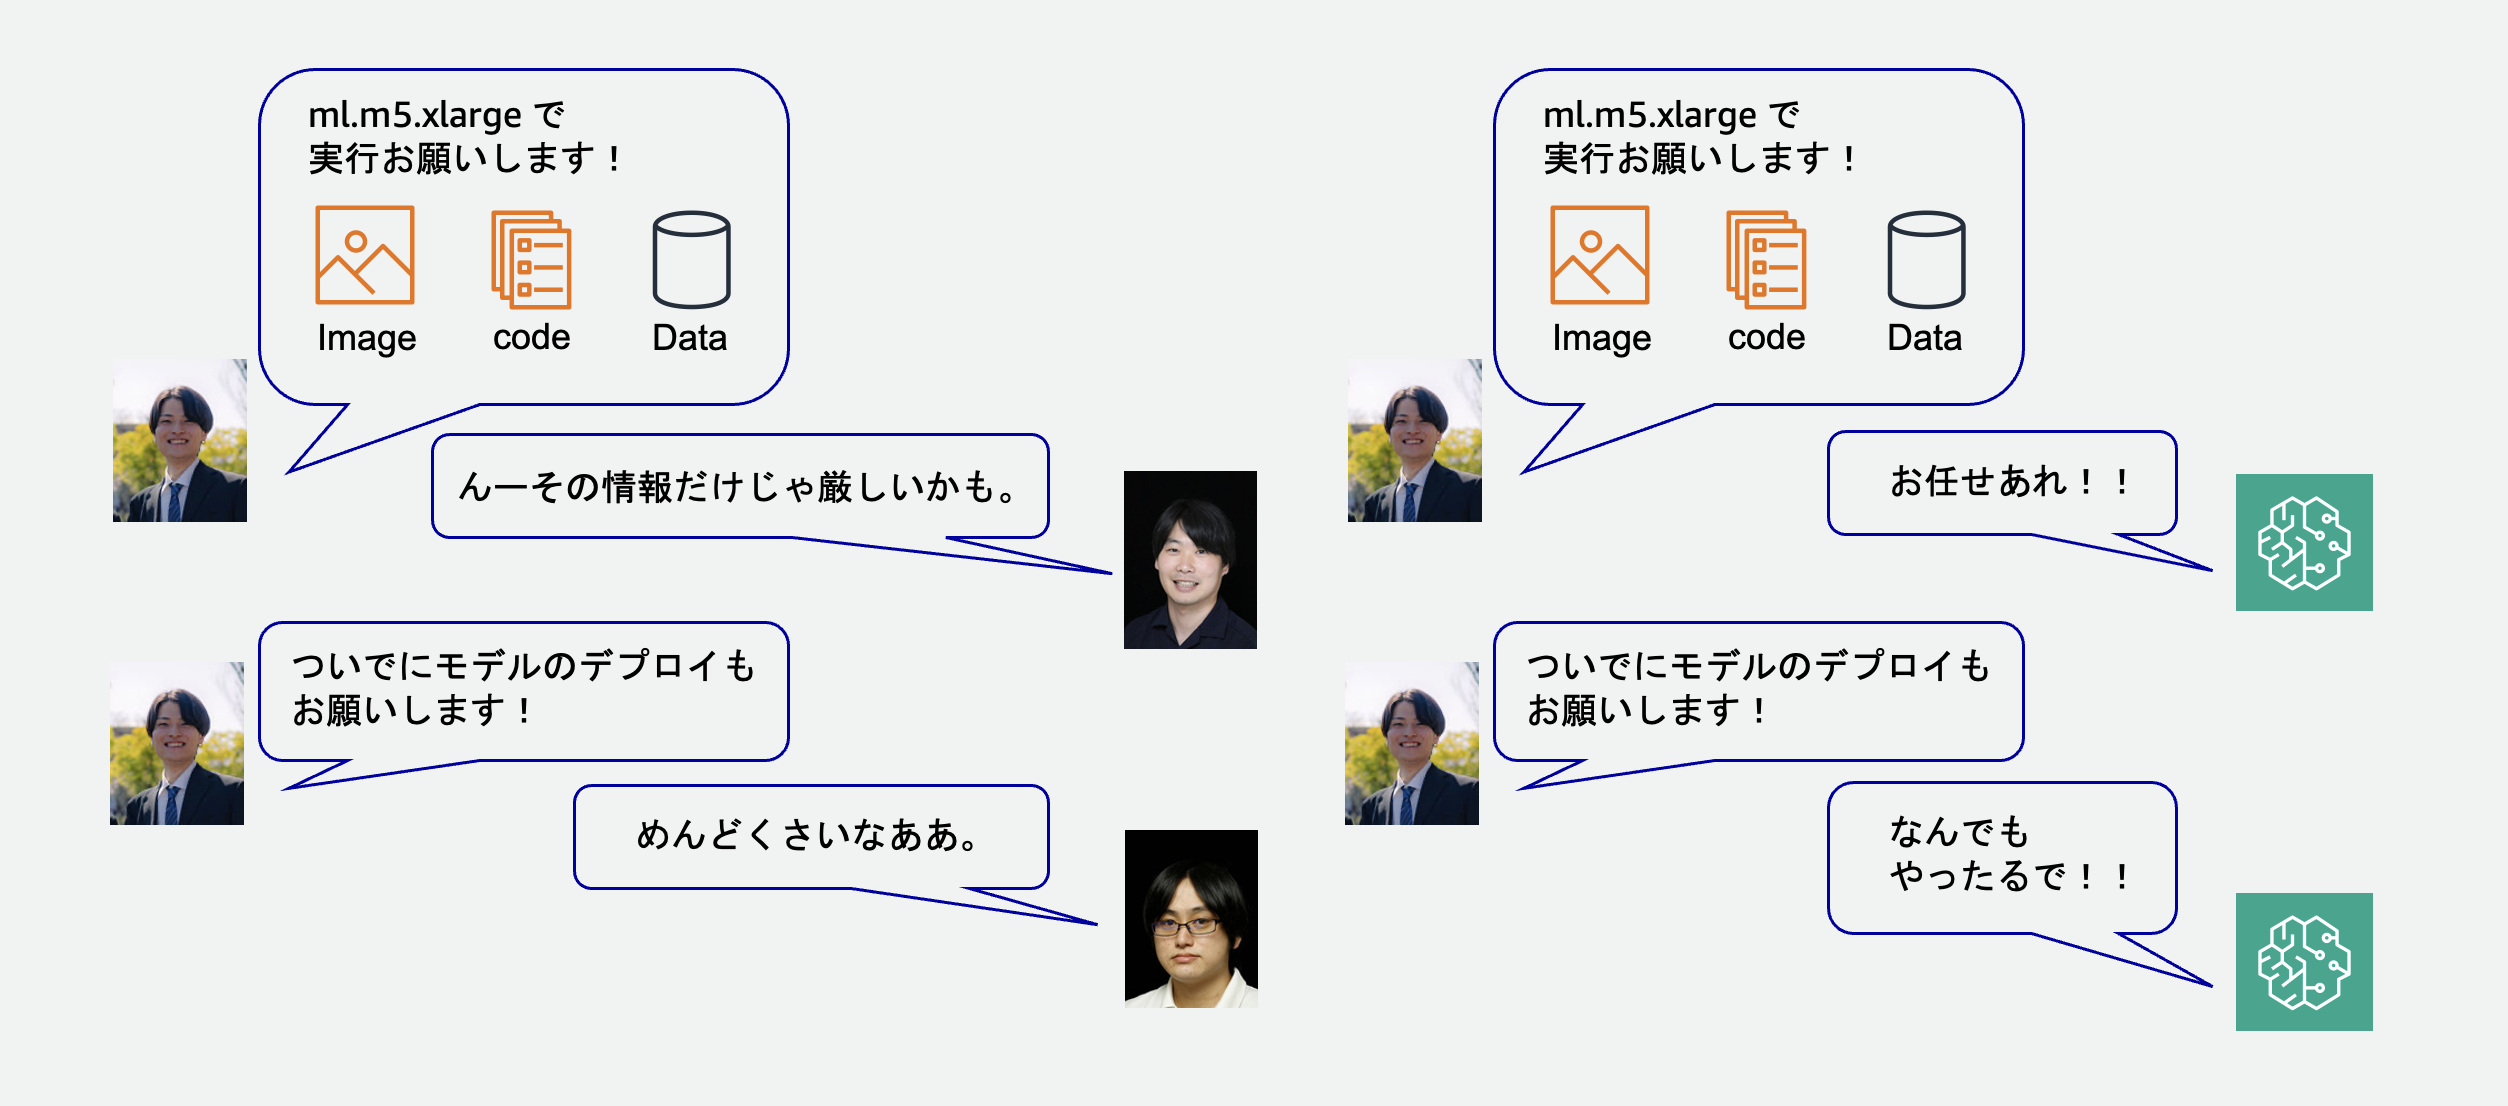 ml.m5.xlarge で
実行お願いします！
Image
code
Data
んーその情報だけじゃ厳しいかも。
ついでにモデルのデプロイも
お願いします！
めんどくさいなああ。
ml.m5.xlarge で
実行お願いします！
Image
code
Data
お任せあれ！！
ついでにモデルのデプロイも
お願いします！
なんでも
やったるで！！